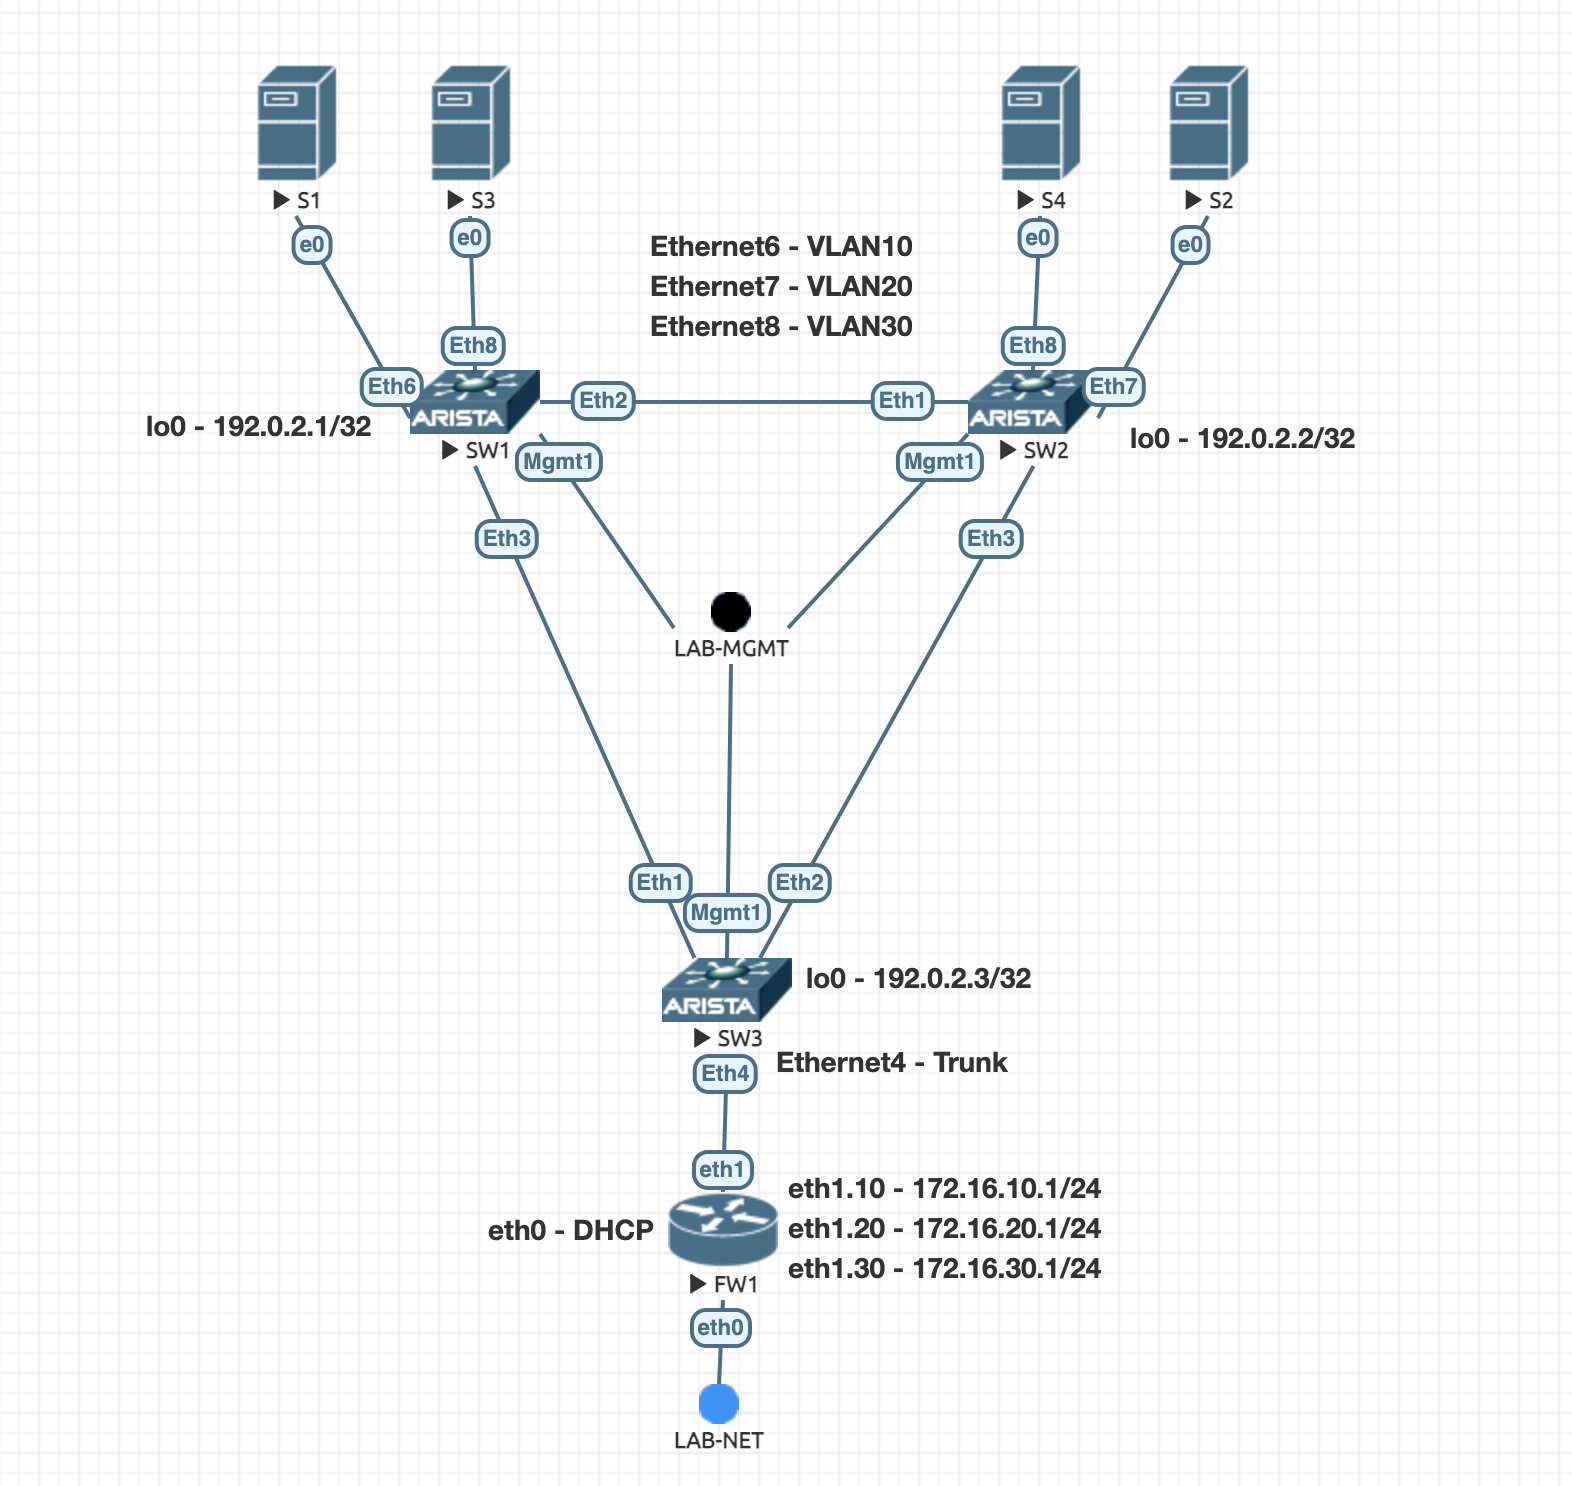 S1
S3
S4
S2
e0
e0
e0
e0
Ethernet6 - VLAN10
Ethernet7 - VLAN20
Ethernet8 - VLAN30
Eth8
Eth8
Eth6
Eth2
Eth1
Eth7
ARISTA
ARISTA
lo0 - 192.0.2.1/32
lo0 - 192.0.2.2/32
SW1
SW2
Mgmt1
Mgmt1
Eth3
Eth3
LAB-MGMT
Eth1
Eth2
Mgmt1
lo0 - 192.0.2.3/32
ARISTA
SW3
Ethernet4 - Trunk
Eth4
eth1
eth1.10 - 172.16.10.1/24
eth0 - DHCP
eth1.20 - 172.16.20.1/24
eth1.30 - 172.16.30.1/24
FW1
eth0
LAB-NET